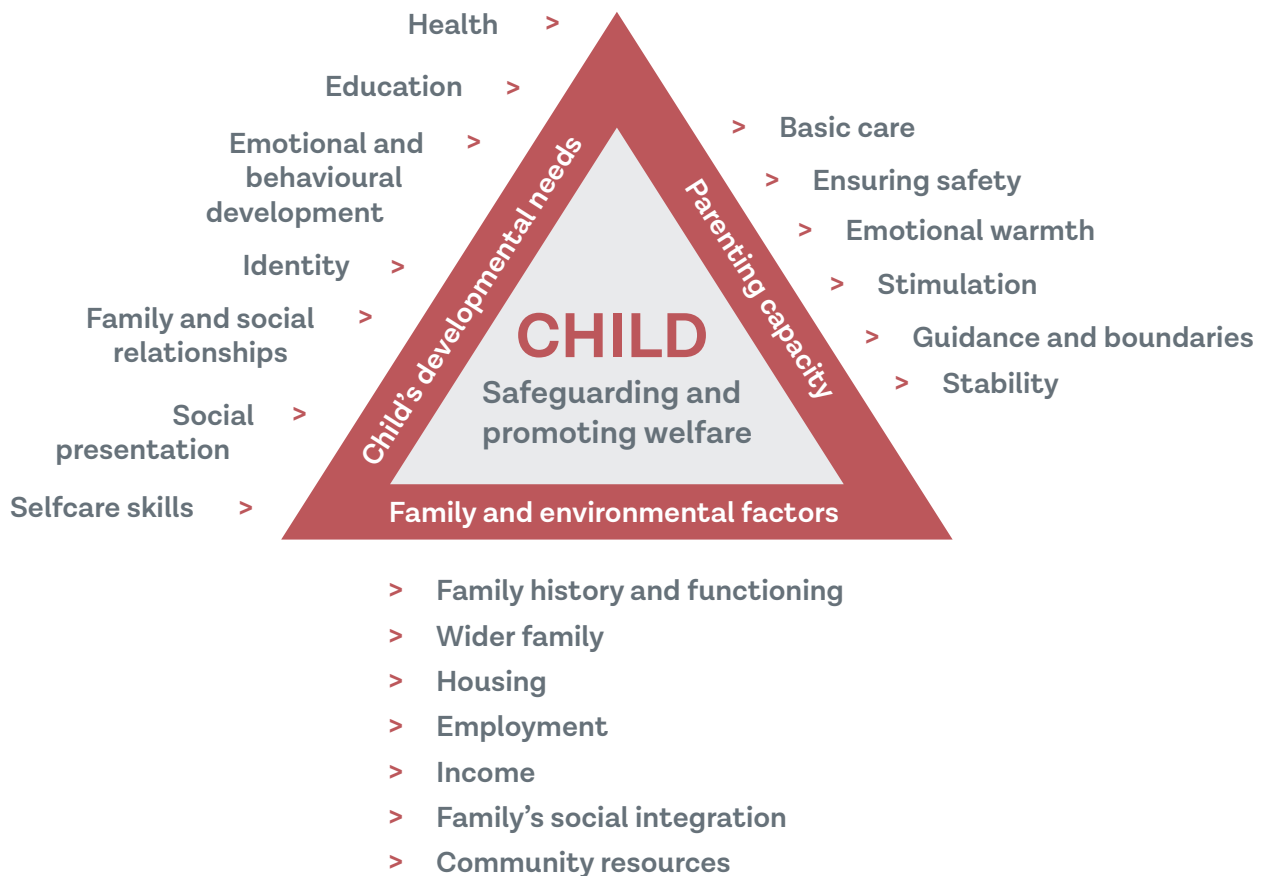 Health >
Education >
Emotional and >
behavioural
development
Identity >
Family and social >
relationships
Social >
presentation
Selfcare skills >
Child's developmental needs
CHILD
Safeguarding and
promoting welfare
Parenting capacity
> Basic care
> Ensuring safety
> Emotional warmth
> Stimulation
> Guidance and boundaries
> Stability
Family and environmental factors
> Family history and functioning
> Wider family
> Housing
> Employment
> Income
> Family's social integration
> Community resources